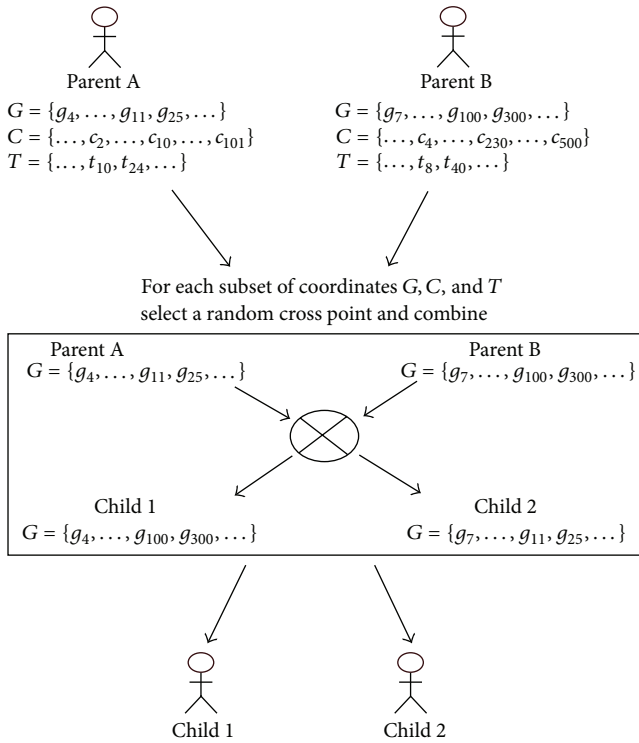 Parent A
Parent B
G = {g₄, . . . , g₁₁, g₂₅, . . .}
G = {g₇, . . . , g₁₀₀, g₃₀₀, . . .}
C = {. . . , c₂, . . . , c₁₀, . . . , c₁₀₁}
C = {. . . , c₄, . . . , c₂₃₀, . . . , c₅₀₀}
T = {. . . , t₁₀, t₂₄, . . .}
T = {. . . , t₈, t₄₀, . . .}
For each subset of coordinates G, C, and T
select a random cross point and combine
Parent A
Parent B
G = {g₄, . . . , g₁₁, g₂₅, . . .}
G = {g₇, . . . , g₁₀₀, g₃₀₀, . . .}
Child 1
Child 2
G = {g₄, . . . , g₁₀₀, g₃₀₀, . . .}
G = {g₇, . . . , g₁₁, g₂₅, . . .}
Child 1
Child 2